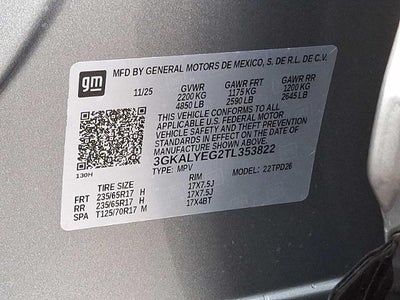 gm
MFD BY GENERAL MOTORS DE MEXICO, S. DE R.L. DE C.V.
11/25 GVWR GAWR FRT GAWR RR
2200 KG 1175 KG 1200 KG
4850 LB 2590 LB 2645 LB
THIS VEHICLE CONFORMS TO ALL
APPLICABLE U.S. FEDERAL MOTOR
VEHICLE SAFETY AND THEFT PREVENTION
STANDARDS IN EFFECT ON THE DATE OF
MANUFACTURE SHOWN ABOVE.
3GKALYEG2TL353822
130H TYPE: MPV MODEL: 22TPD26
TIRE SIZE RIM
FRT 235/65R17 H 17X7.5J
RR 235/65R17 H 17X7.5J
SPA T125/70R17 M 17X4BT